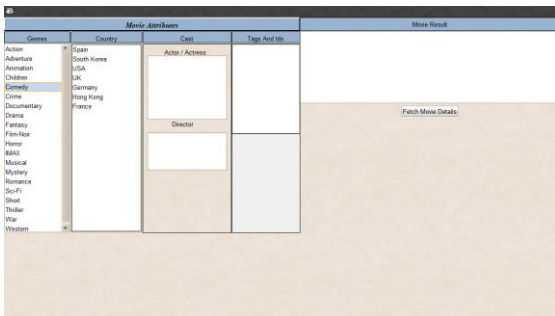 Movie Attributes
Movie Result
Genres
Country
Cast
Tags And Ids
Action
Adventure
Animation
Children
Comedy
Crime
Documentary
Drama
Fantasy
Film-Noir
Horror
IMAX
Musical
Mystery
Romance
Sci-Fi
Short
Thriller
War
Western
Spain
South Korea
USA
UK
Germany
Hong Kong
France
Actor / Actress
Director
Fetch Movie Details